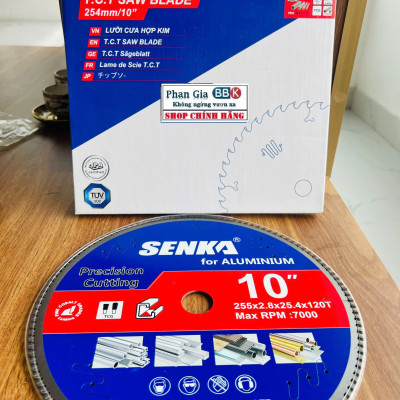 T.C.T SAW BLADE
254mm/10"
VN LƯỠI CƯA HỢP KIM
EN T.C.T SAW BLADE
GE T.C.T Sägeblatt
FR Lame de Scie T.C.T
JP チップソー
Phan Gia BBK
Không ngừng vươn xa
SHOP CHÍNH HÃNG
TÜV
SENKA®
for ALUMINIUM
Precision
Cutting
10"
255x2.8x25.4x120T
Max RPM :7000
TCG